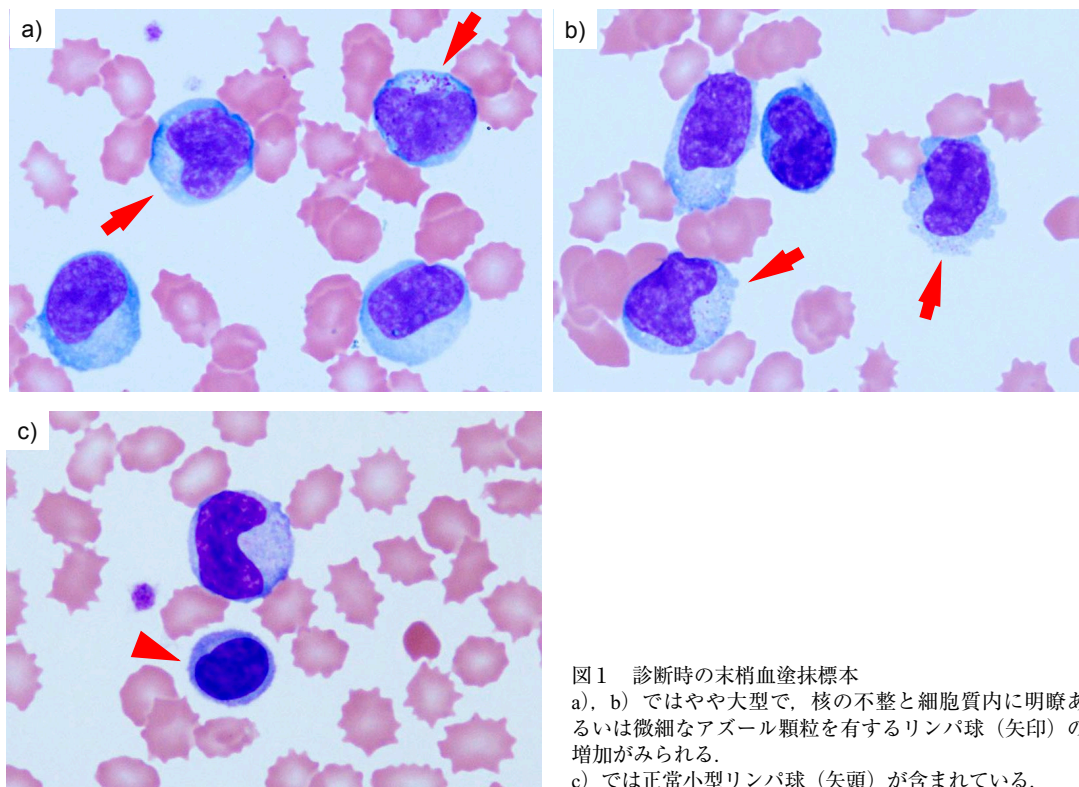 a)
b)
c)
図1 診断時の末梢血塗抹標本
a)，b）ではやや大型で，核の不整と細胞質内に明瞭あ
るいは微細なアズール顆粒を有するリンパ球（矢印）の
増加がみられる．
c）では正常小型リンパ球（矢頭）が含まれている．